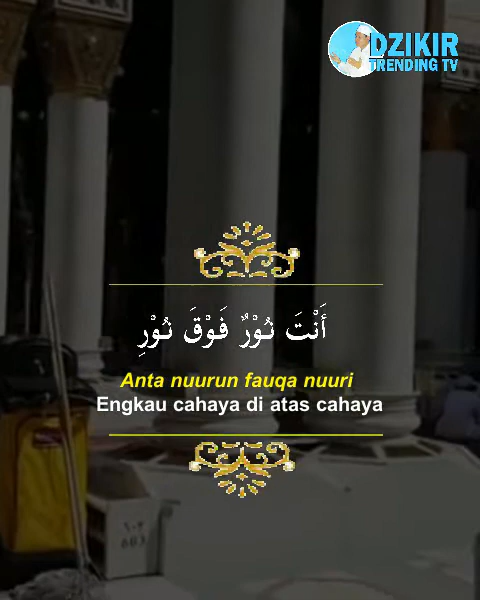 DZIKIR
TRENDING TV
أَنْتَ نُوْرٌ فَوْقَ نُوْرِ
Anta nuurun fauqa nuuri
Engkau cahaya di atas cahaya